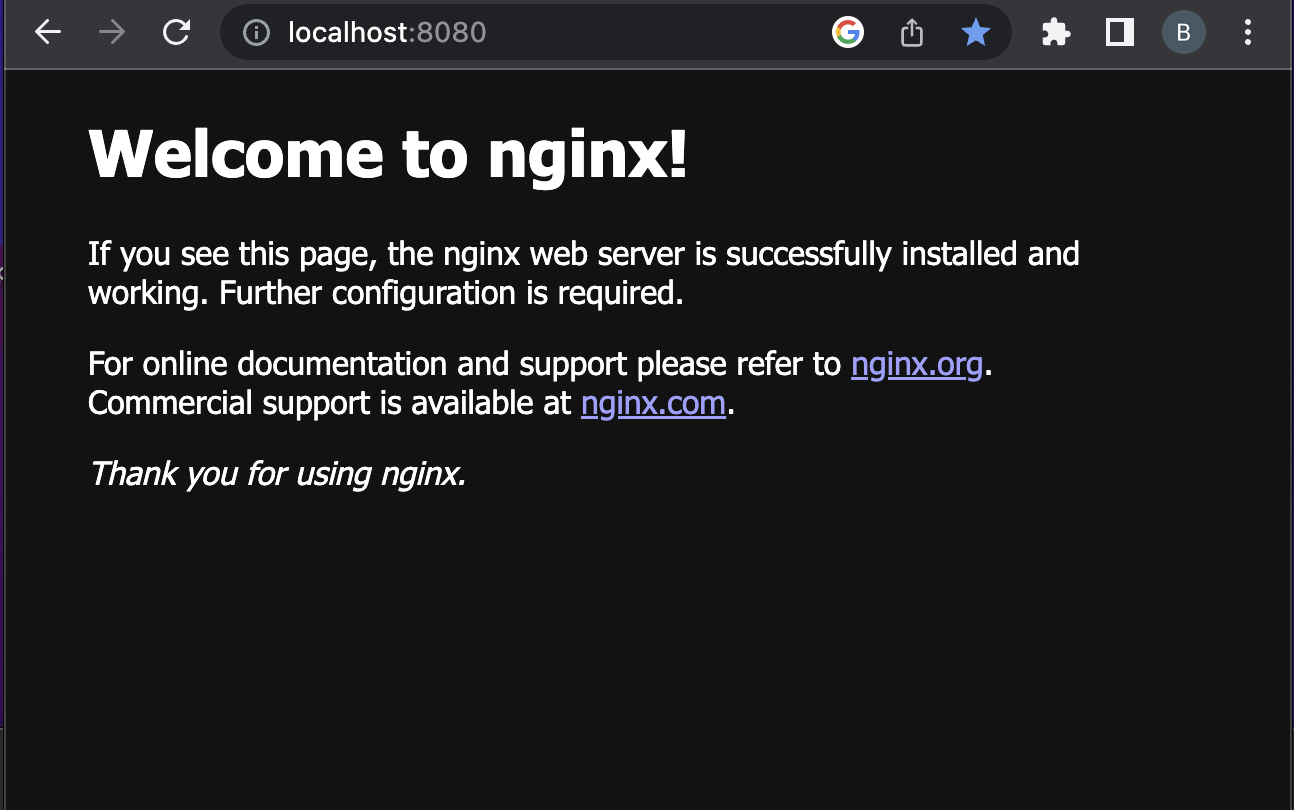 localhost:8080
B
Welcome to nginx!
If you see this page, the nginx web server is successfully installed and
working. Further configuration is required.
For online documentation and support please refer to nginx.org.
Commercial support is available at nginx.com.
Thank you for using nginx.